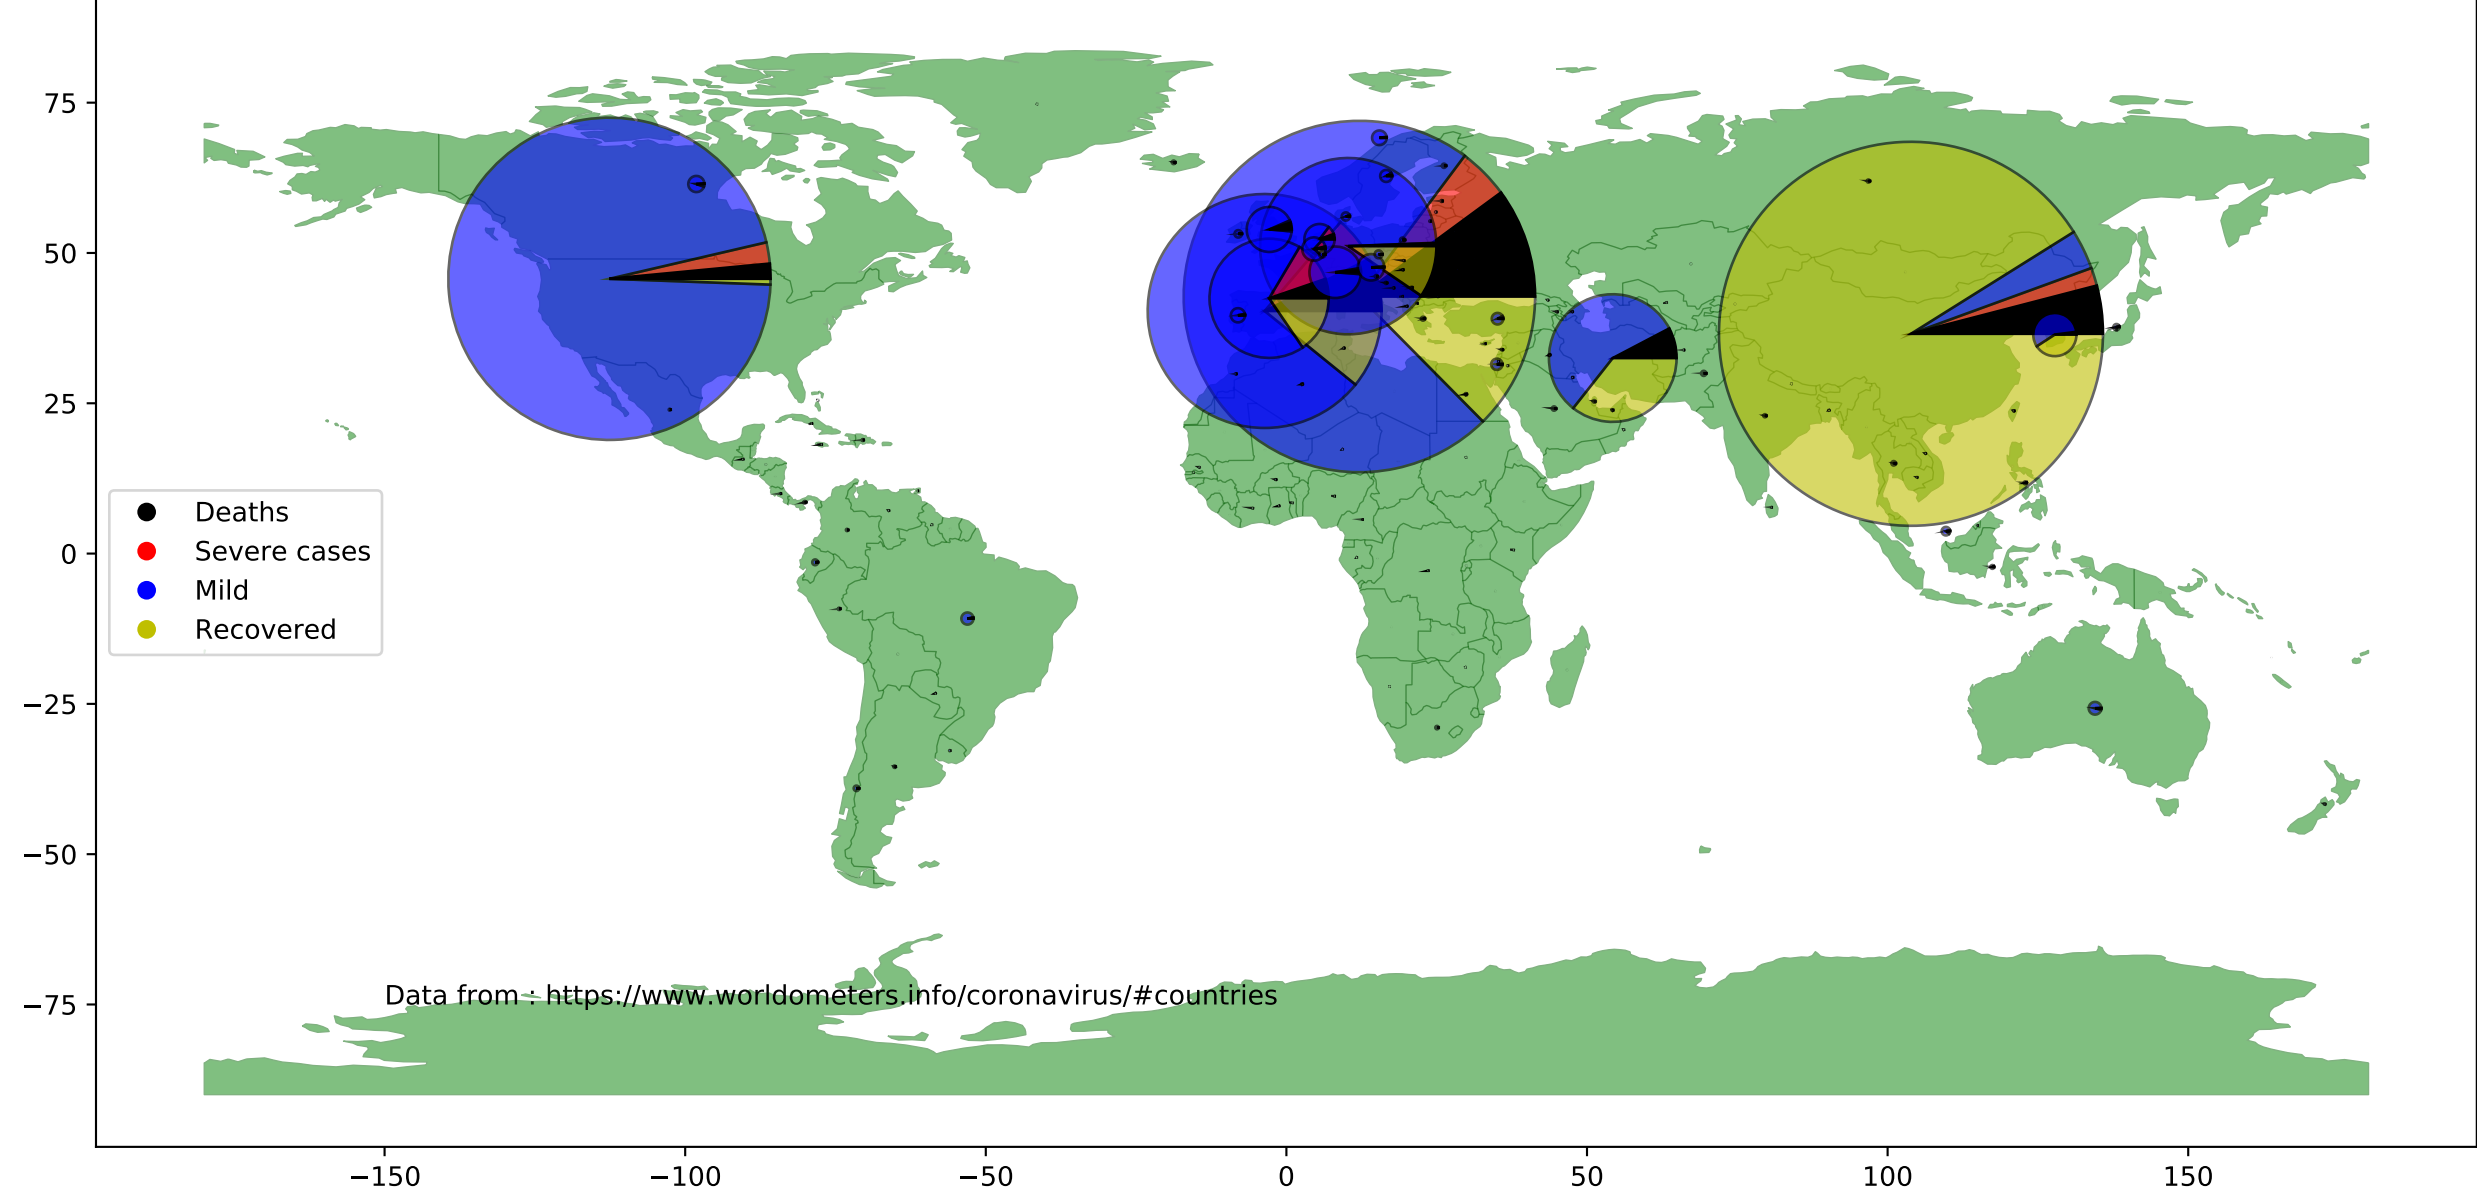 75
50
25
0
−25
−50
−75
Deaths
Severe cases
Mild
Recovered
Data from : https://www.worldometers.info/coronavirus/#countries
−150 −100 −50 0 50 100 150